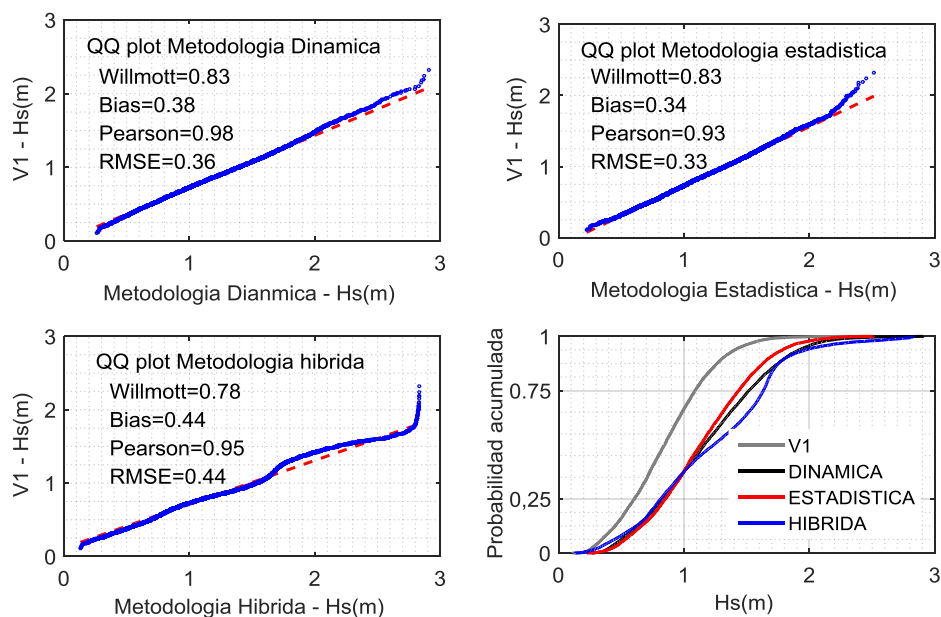 QQ plot Metodologia Dinamica
Willmott=0.83
Bias=0.38
Pearson=0.98
RMSE=0.36
V1 - Hs(m)
3
2
1
0
0 1 2 3
Metodologia Dianmica - Hs(m)
QQ plot Metodologia estadistica
Willmott=0.83
Bias=0.34
Pearson=0.93
RMSE=0.33
V1 - Hs(m)
3
2
1
0
0 1 2 3
Metodologia Estadistica - Hs(m)
QQ plot Metodologia hibrida
Willmott=0.78
Bias=0.44
Pearson=0.95
RMSE=0.44
V1 - Hs(m)
3
2
1
0
0 1 2 3
Metodologia Hibrida - Hs(m)
Probabilidad acumulada
1
0.75
0,25
0
V1
DINAMICA
ESTADISTICA
HIBRIDA
0 1 2 3
Hs(m)